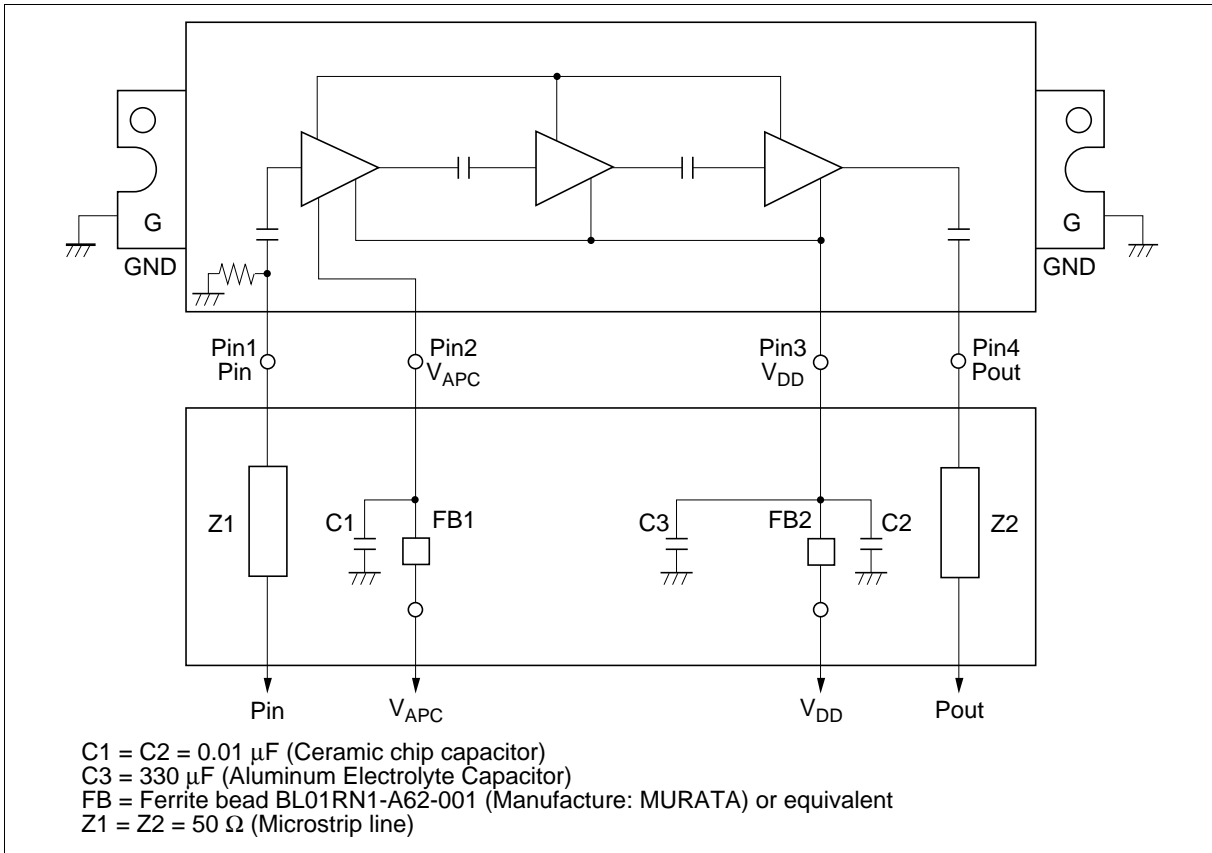 G
GND
G
GND
Pin1
Pin
Pin2
VAPC
Pin3
VDD
Pin4
Pout
Z1
C1
FB1
C3
FB2
C2
Z2
Pin
VAPC
VDD
Pout
C1 = C2 = 0.01 μF (Ceramic chip capacitor)
C3 = 330 μF (Aluminum Electrolyte Capacitor)
FB = Ferrite bead BL01RN1-A62-001 (Manufacture: MURATA) or equivalent
Z1 = Z2 = 50 Ω (Microstrip line)